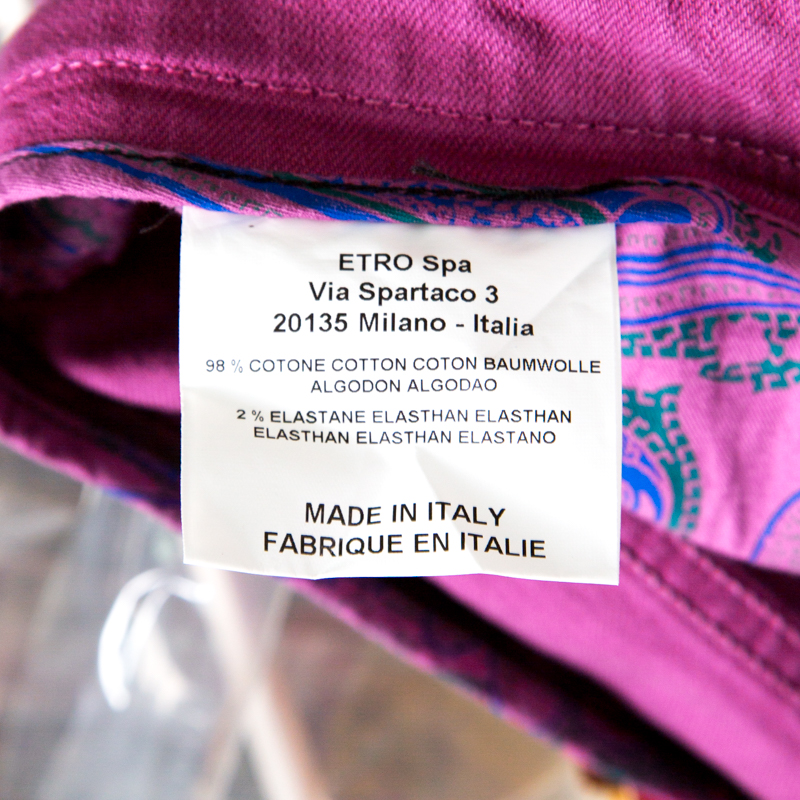 ETRO Spa
Via Spartaco 3
20135 Milano - Italia
98 % COTONE COTTON COTON BAUMWOLLE
ALGODON ALGODAO
2 % ELASTANE ELASTHAN ELASTHAN
ELASTHAN ELASTHAN ELASTANO
MADE IN ITALY
FABRIQUE EN ITALIE